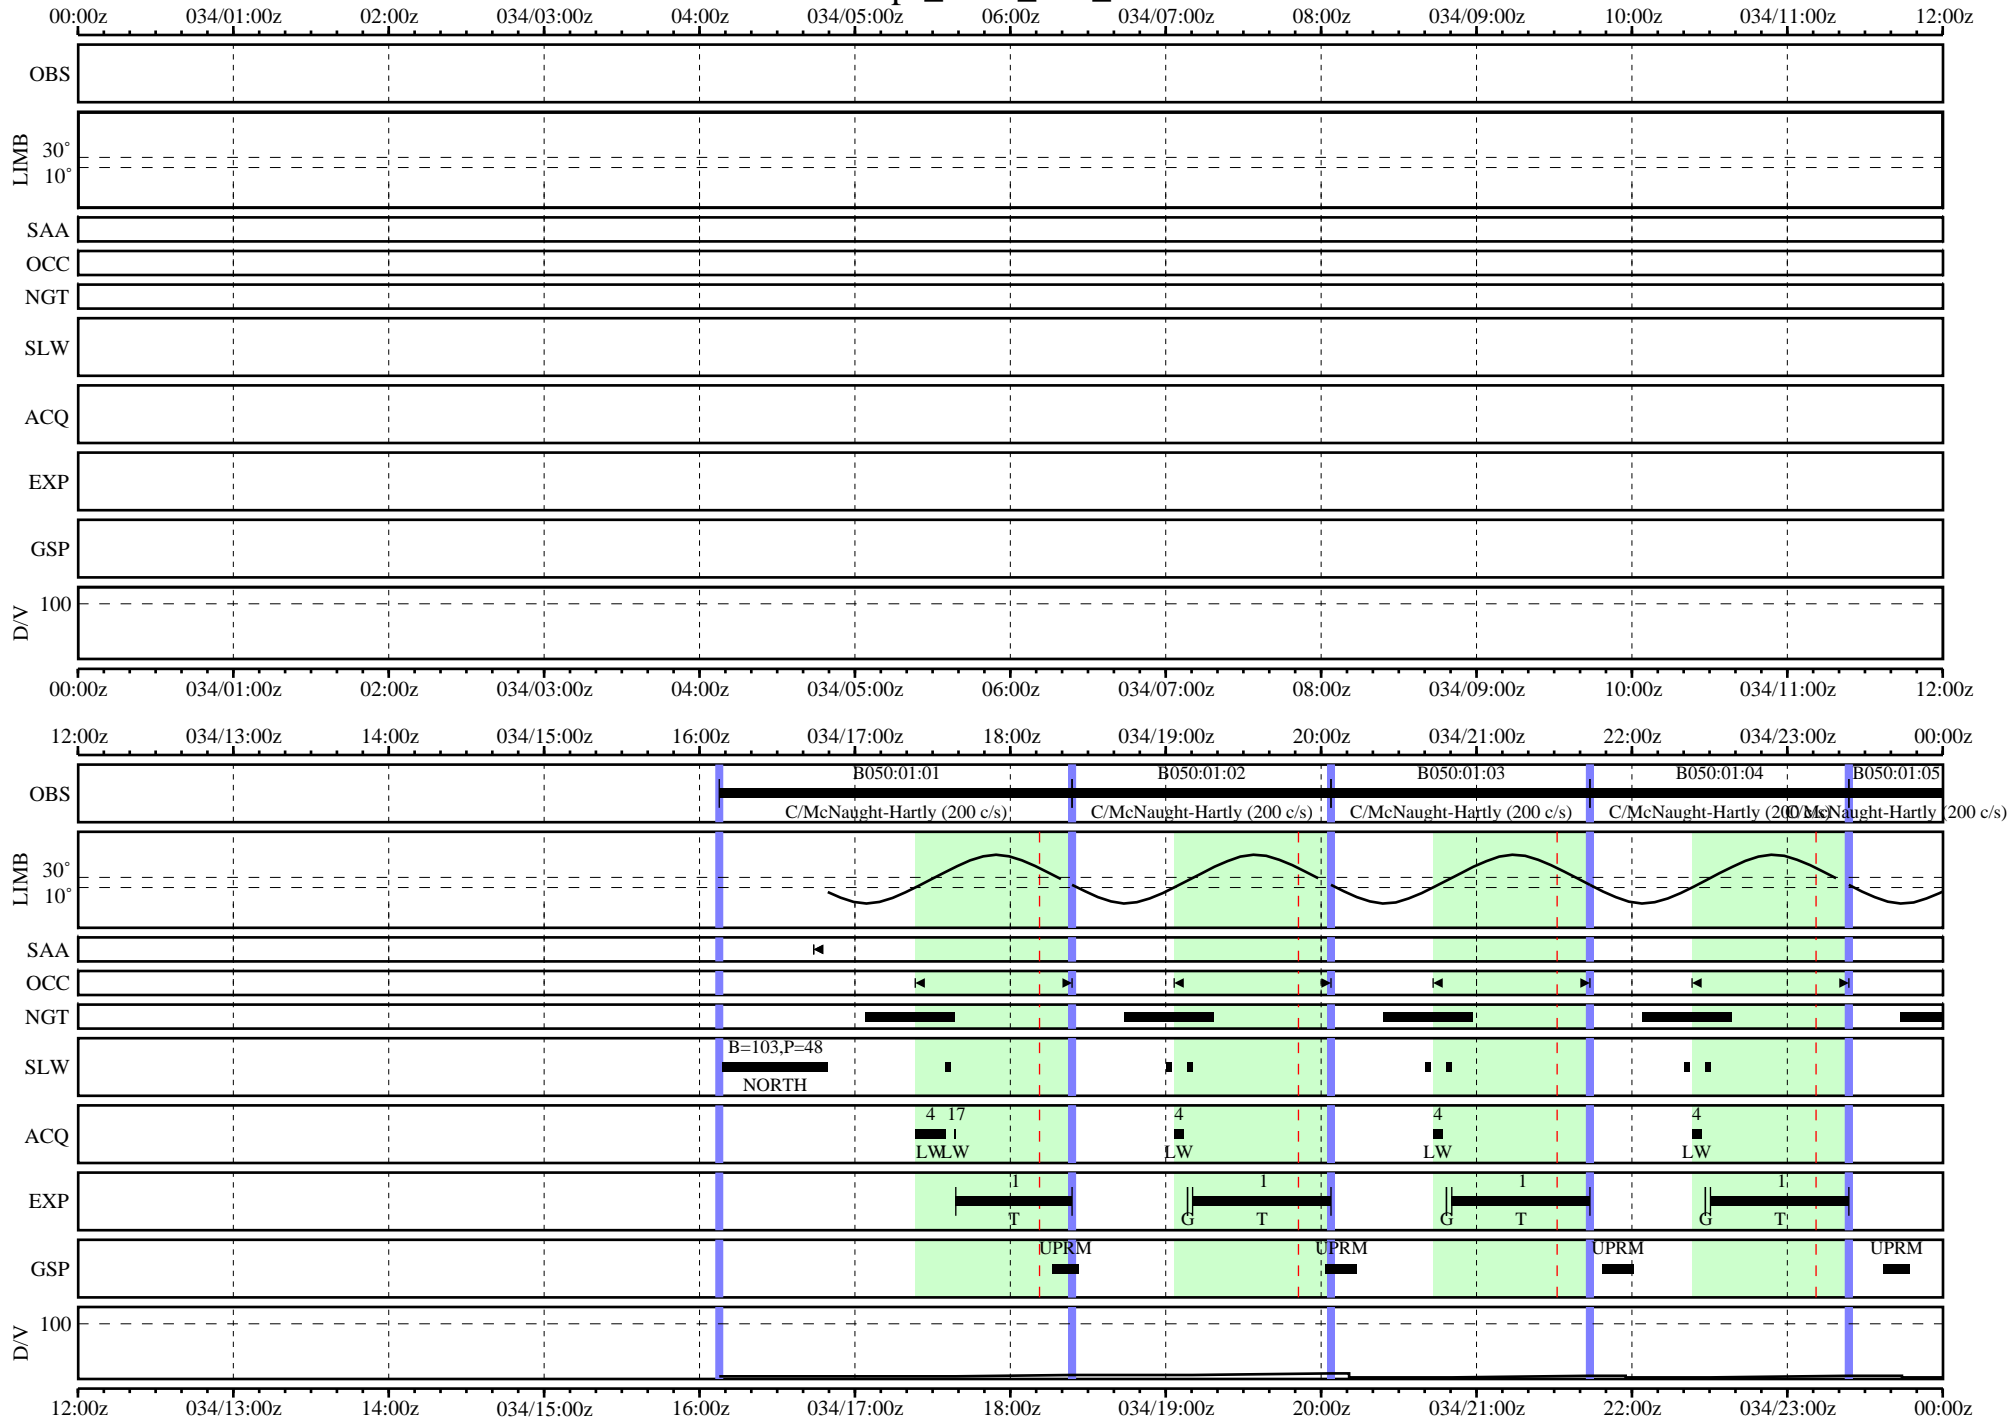 00:00z 034/01:00z 02:00z 034/03:00z 04:00z 034/05:00z 06:00z 034/07:00z 08:00z 034/09:00z 10:00z 034/11:00z 12:00z
OBS
LIMB 30° 10°
SAA
OCC
NGT
SLW
ACQ
EXP
GSP
D/V 100
00:00z 034/01:00z 02:00z 034/03:00z 04:00z 034/05:00z 06:00z 034/07:00z 08:00z 034/09:00z 10:00z 034/11:00z 12:00z
12:00z 034/13:00z 14:00z 034/15:00z 16:00z 034/17:00z 18:00z 034/19:00z 20:00z 034/21:00z 22:00z 034/23:00z 00:00z
B050:01:01 B050:01:02 B050:01:03 B050:01:04 B050:01:05
OBS
C/McNaught-Hartly (200 c/s) C/McNaught-Hartly (200 c/s) C/McNaught-Hartly (200 c/s) C/McNaught-Hartly (200 c/s) C/McNaught-Hartly (200 c/s)
LIMB 30° 10°
SAA
OCC
NGT
B=103,P=48
SLW
NORTH
4 17 4 4 4
ACQ
LW LW LW LW LW
1 1 1 1
EXP
T G T G T G T
UPRM UPRM UPRM UPRM
GSP
D/V 100
12:00z 034/13:00z 14:00z 034/15:00z 16:00z 034/17:00z 18:00z 034/19:00z 20:00z 034/21:00z 22:00z 034/23:00z 00:00z